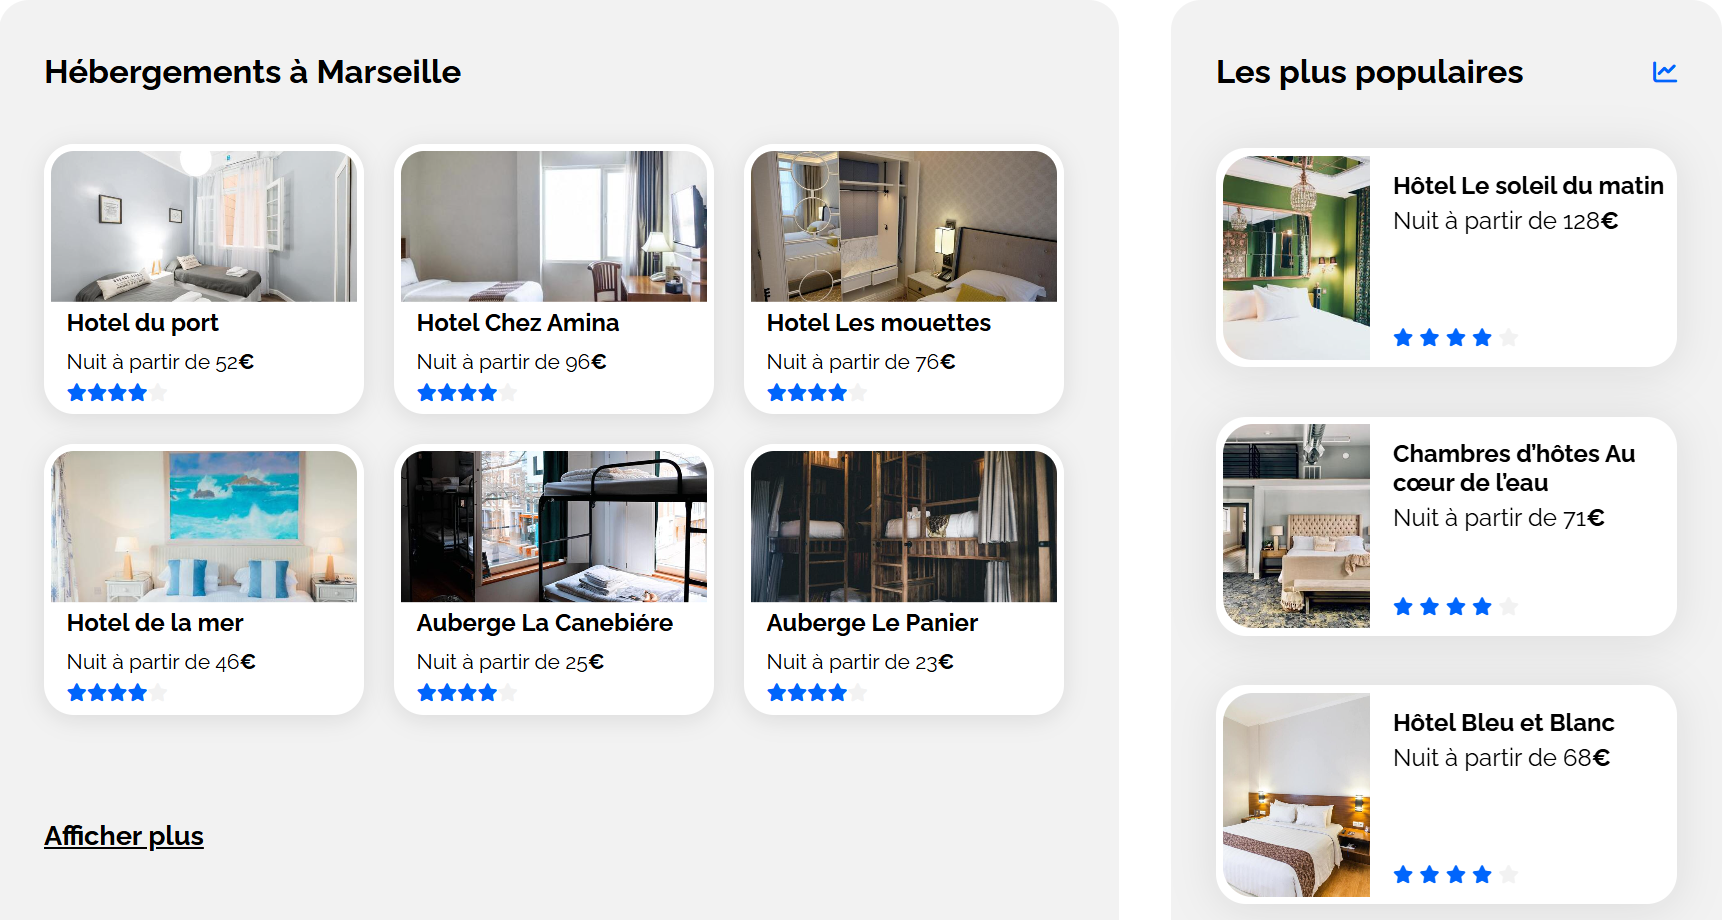 Hébergements à Marseille
Hotel du port
Nuit à partir de 52€
Hotel Chez Amina
Nuit à partir de 96€
Hotel Les mouettes
Nuit à partir de 76€
Hotel de la mer
Nuit à partir de 46€
Auberge La Canebiére
Nuit à partir de 25€
Auberge Le Panier
Nuit à partir de 23€
Afficher plus
Les plus populaires
Hôtel Le soleil du matin
Nuit à partir de 128€
Chambres d’hôtes Au
cœur de l’eau
Nuit à partir de 71€
Hôtel Bleu et Blanc
Nuit à partir de 68€